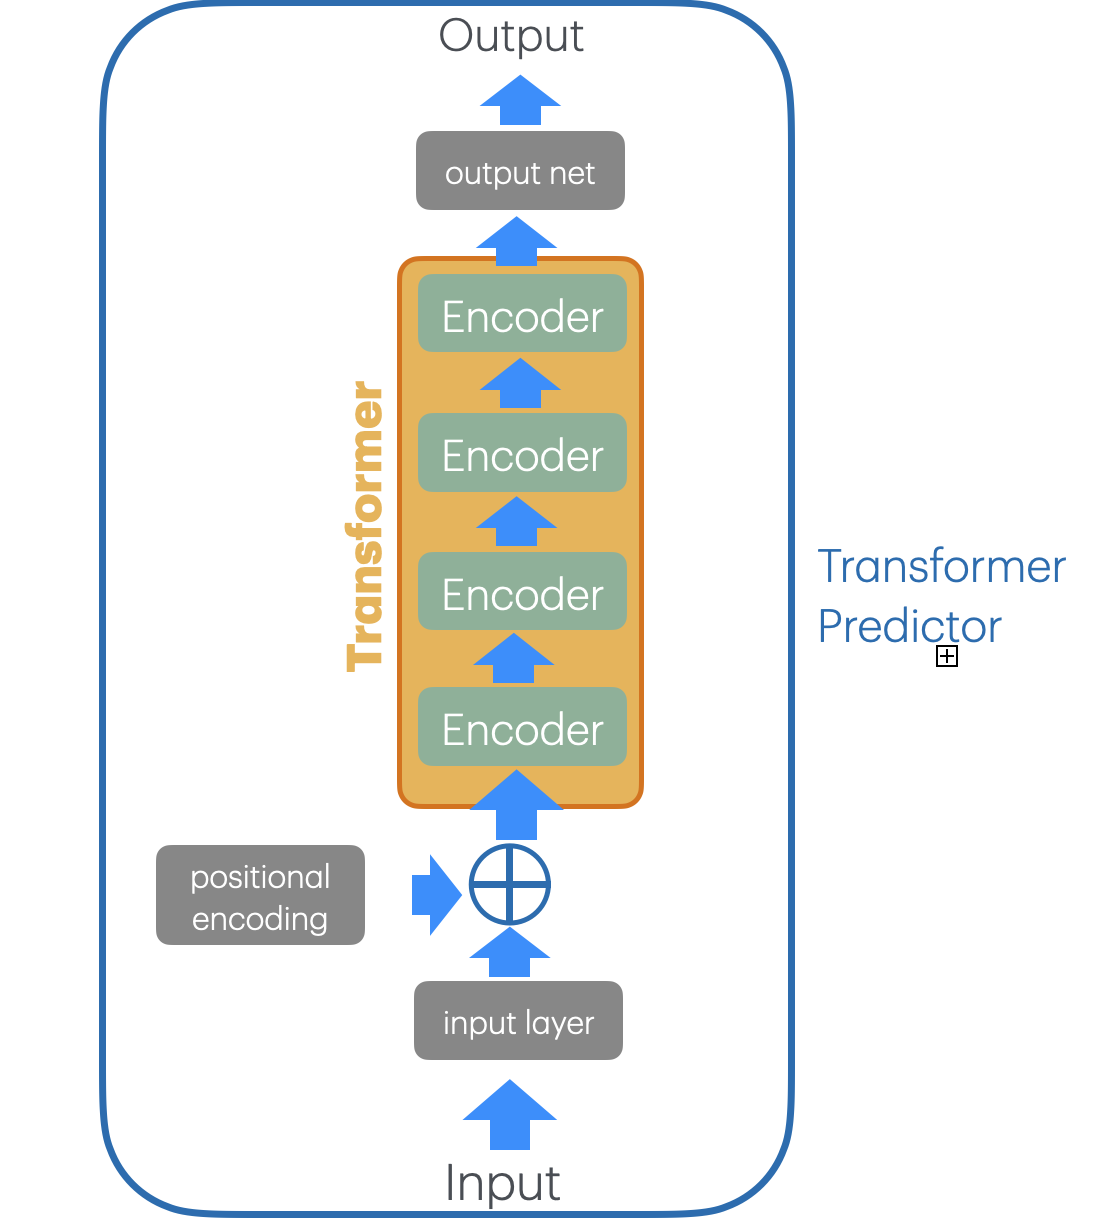 Output
output net
Encoder
Encoder
Encoder
Encoder
Transformer
Transformer
Predictor
positional
encoding
input layer
Input